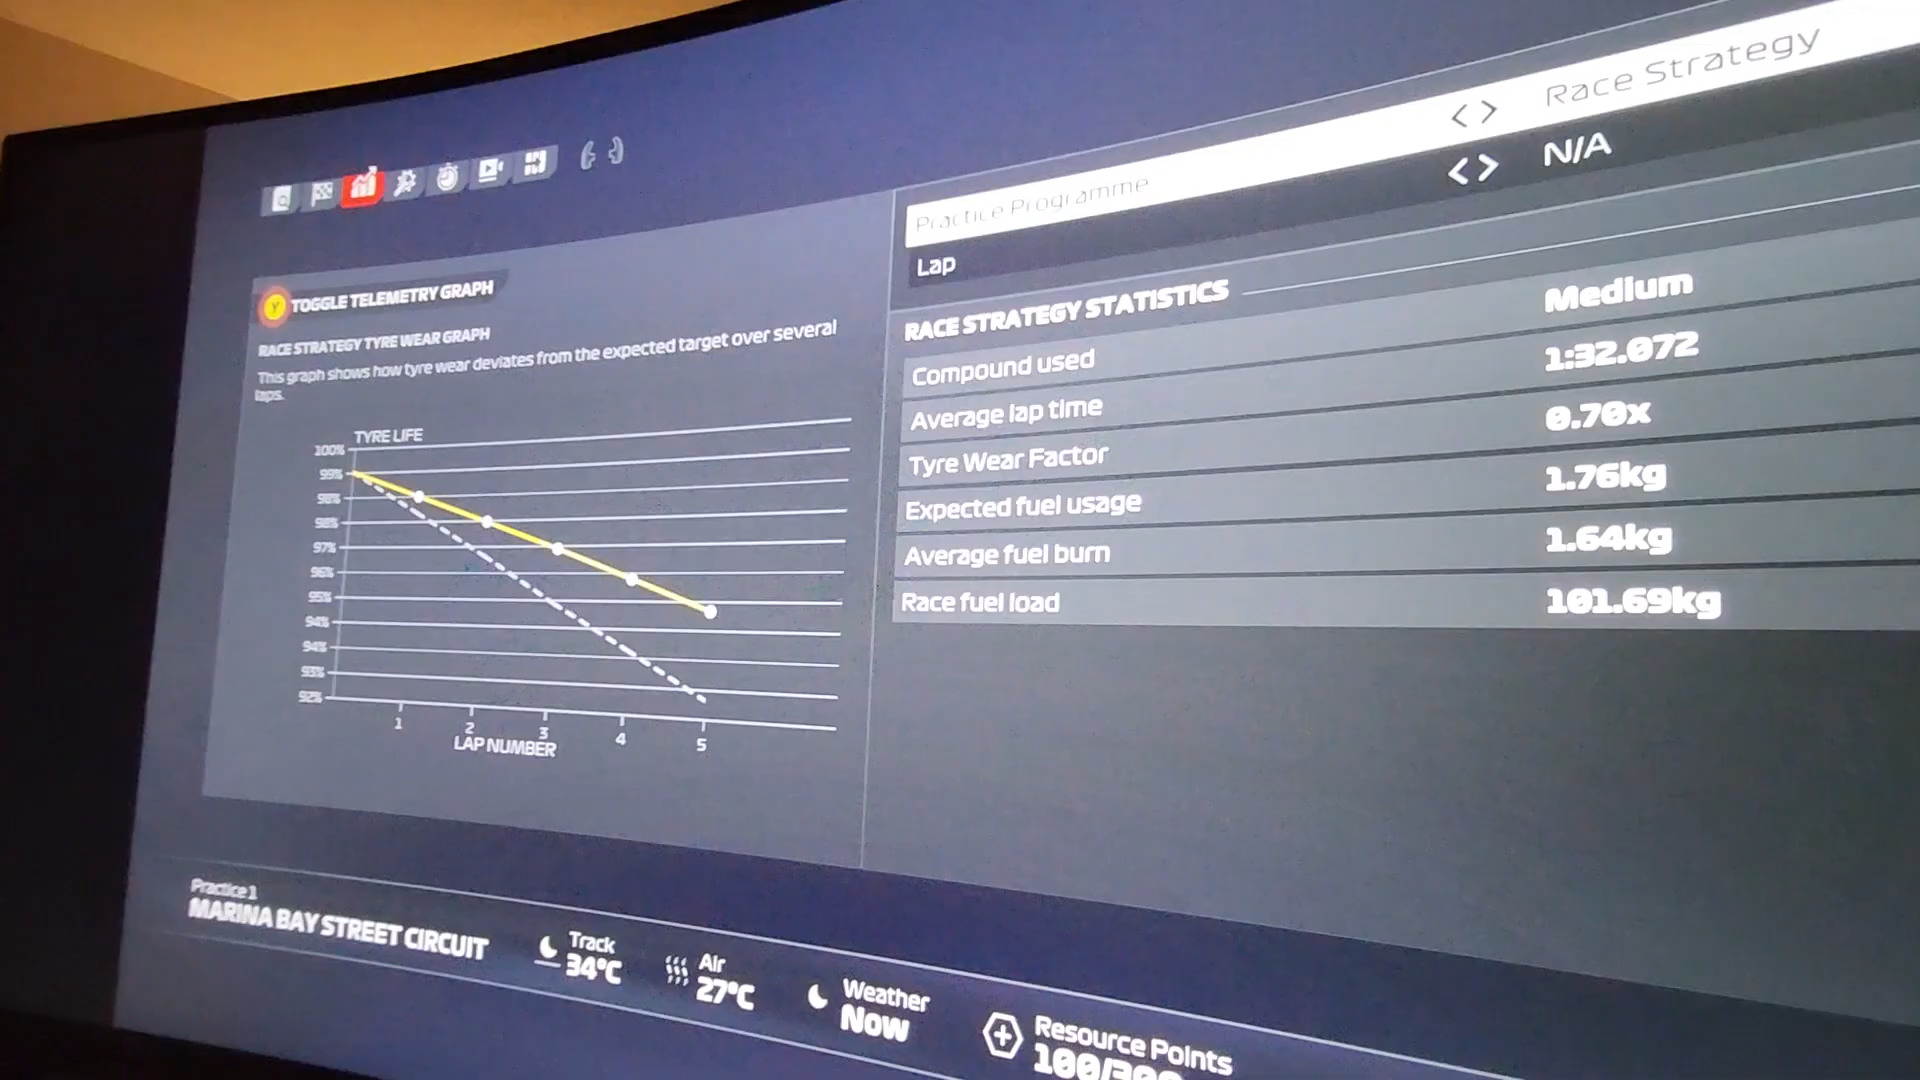 Practice Programme < > Race Strategy
Lap < > N/A
Y TOGGLE TELEMETRY GRAPH
RACE STRATEGY TYRE WEAR GRAPH
This graph shows how tyre wear deviates from the expected target over several
laps.
TYRE LIFE
100%
99%
98%
98%
97%
96%
95%
94%
94%
93%
92%
1 2 3 4 5
LAP NUMBER
RACE STRATEGY STATISTICS
Compound used Medium
Average lap time 1:32.072
Tyre Wear Factor 0.70x
Expected fuel usage 1.76kg
Average fuel burn 1.64kg
Race fuel load 101.69kg
Practice 1
MARINA BAY STREET CIRCUIT
Track
34°C
Air
27°C
Weather
Now
Resource Points